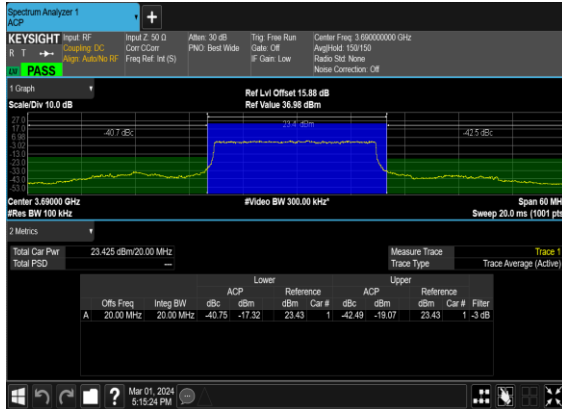 Spectrum Analyzer 1
ACP
+
KEYSIGHT Input: RF Input Z: 50 Ω Atten: 30 dB Trig: Free Run Center Freq: 3.690000000 GHz
R T Coupling: DC Corr CCorr PNO: Best Wide Gate: Off Avg|Hold: 150/150
Align: Auto/No RF Freq Ref: Int (S) IF Gain: Low Radio Std: None
LXI PASS Noise Correction: Off
1 Graph Ref Lvl Offset 15.88 dB
Scale/Div 10.0 dB Ref Value 36.98 dBm
27.0
17.0 -40.7 dBc 23.4 dBm -42.5 dBc
6.98
-3.02
-13.0
-23.0
-33.0
-43.0
-53.0
Center 3.69000 GHz #Video BW 300.00 kHz* Span 60 MH
#Res BW 100 kHz Sweep 20.0 ms (1001 pts
2 Metrics
Total Car Pwr 23.425 dBm/20.00 MHz Measure Trace Trace 1
Total PSD --- Trace Type Trace Average (Active)
Lower Upper
ACP Reference ACP Reference
Offs Freq Integ BW dBc dBm dBm Car # dBc dBm dBm Car # Filter
A 20.00 MHz 20.00 MHz -40.75 -17.32 23.43 1 -42.49 -19.07 23.43 1 -3 dB
? Mar 01, 2024
5:15:24 PM